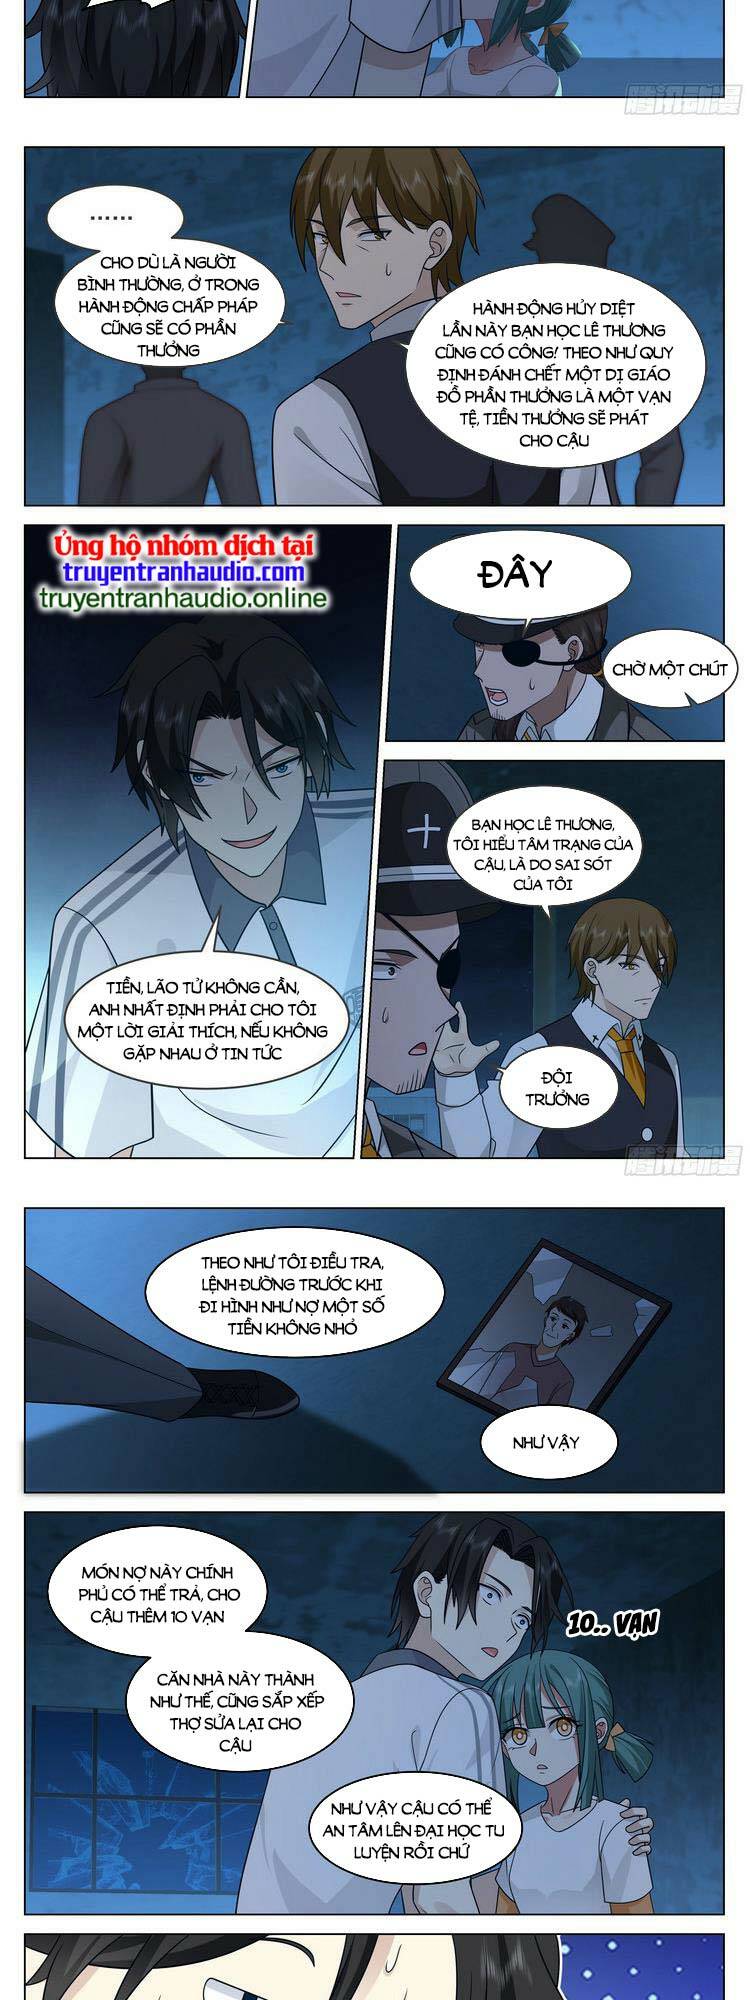 ......
CHO DÙ LÀ NGƯỜI
BÌNH THƯỜNG, Ở TRONG
HÀNH ĐỘNG CHẤP PHÁP
CŨNG SẼ CÓ PHẦN
THƯỞNG
HÀNH ĐỘNG HỦY DIỆT
LẦN NÀY BẠN HỌC LÊ THƯƠNG
CŨNG CÓ CÔNG! THEO NHƯ QUY
ĐỊNH ĐÁNH CHẾT MỘT DỊ GIÁO
ĐỒ PHẦN THƯỞNG LÀ MỘT VẠN
TỆ, TIỀN THƯỞNG SẼ PHÁT
CHO CẬU
Ủng hộ nhóm dịch tại
truyentranhaudio.com
truyentranhaudio.online
ĐÂY
CHỜ MỘT CHÚT
TIỀN, LÃO TỬ KHÔNG CẦN,
ANH NHẤT ĐỊNH PHẢI CHO TÔI
MỘT LỜI GIẢI THÍCH, NẾU KHÔNG
GẶP NHAU Ở TIN TỨC
BẠN HỌC LÊ THƯƠNG,
TÔI HIỂU TÂM TRẠNG CỦA
CẬU, LÀ DO SAI SÓT
CỦA TÔI
ĐỘI
TRƯỞNG
THEO NHƯ TÔI ĐIỀU TRA,
LỆNH ĐƯỜNG TRƯỚC KHI
ĐI HÌNH NHƯ NỢ MỘT SỐ
TIỀN KHÔNG NHỎ
NHƯ VẬY
MÓN NỢ NÀY CHÍNH
PHỦ CÓ THỂ TRẢ, CHO
CẬU THÊM 10 VẠN
10.. VẠN
CĂN NHÀ NÀY THÀNH
NHƯ THẾ, CŨNG SẮP XẾP
THỢ SỬA LẠI CHO
CẬU
NHƯ VẬY CẬU CÓ THỂ
AN TÂM LÊN ĐẠI HỌC TU
LUYỆN RỒI CHỨ